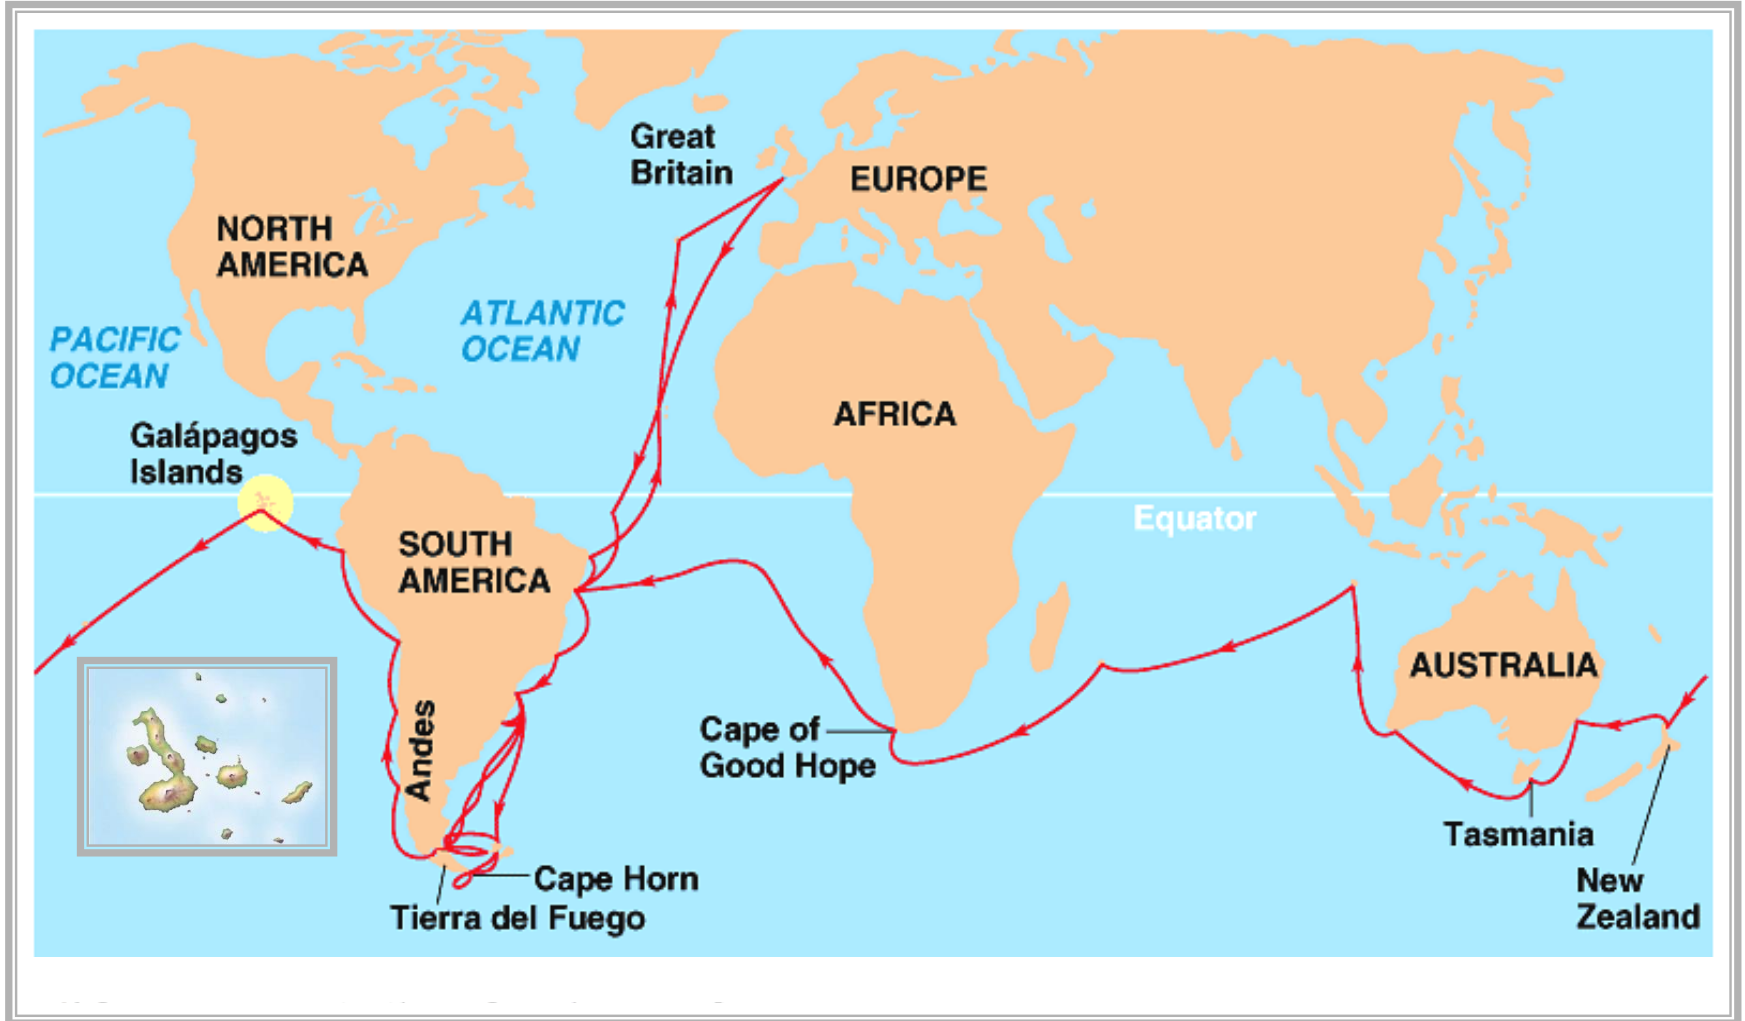 Great
Britain
EUROPE
NORTH
AMERICA
ATLANTIC
OCEAN
PACIFIC
OCEAN
AFRICA
Galápagos
Islands
Equator
SOUTH
AMERICA
AUSTRALIA
Andes
Cape of
Good Hope
Tasmania
Cape Horn
New
Zealand
Tierra del Fuego